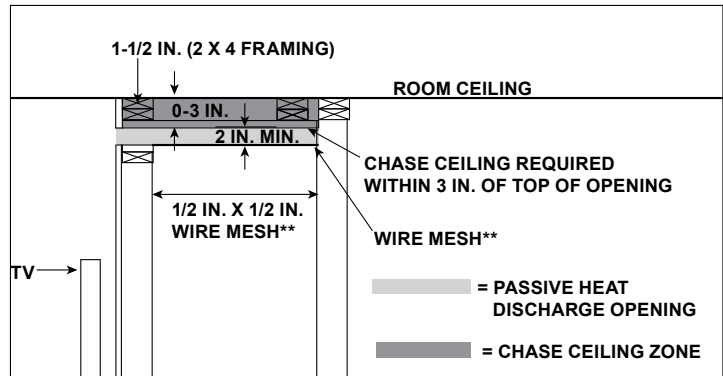 1-1/2 IN. (2 X 4 FRAMING)
ROOM CEILING
0-3 IN.
2 IN. MIN.
CHASE CEILING REQUIRED
WITHIN 3 IN. OF TOP OF OPENING
1/2 IN. X 1/2 IN.
WIRE MESH**
WIRE MESH**
TV
= PASSIVE HEAT
DISCHARGE OPENING
= CHASE CEILING ZONE